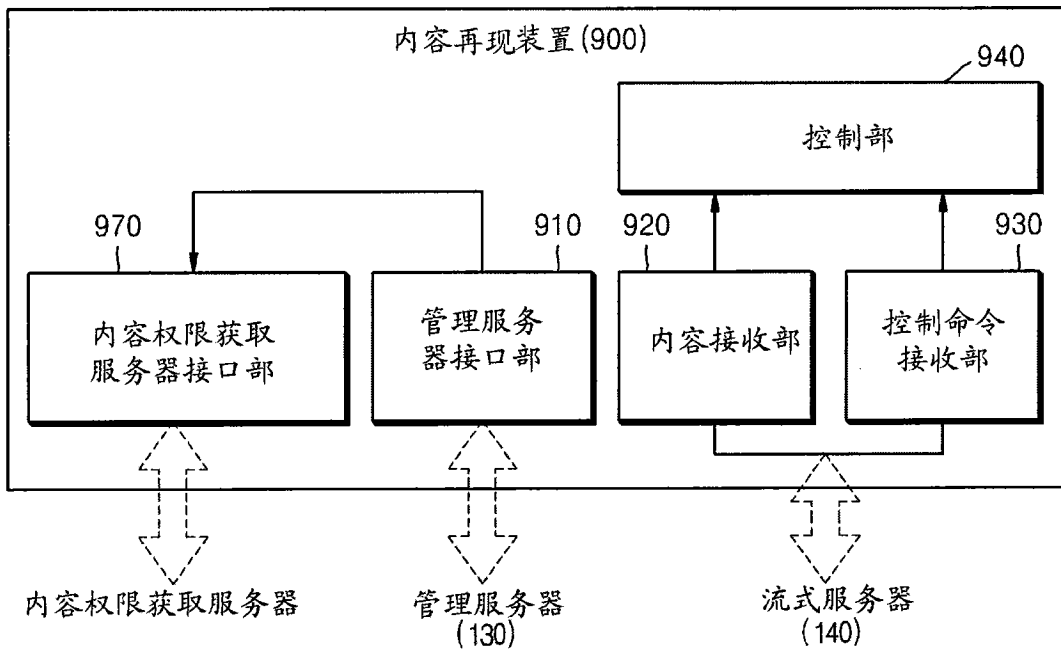 内容再现装置(900)
940
控制部
970
910
920
930
内容权限获取
服务器接口部
管理服务
器接口部
内容接收部
控制命令
接收部
内容权限获取服务器
管理服务器
(130)
流式服务器
(140)